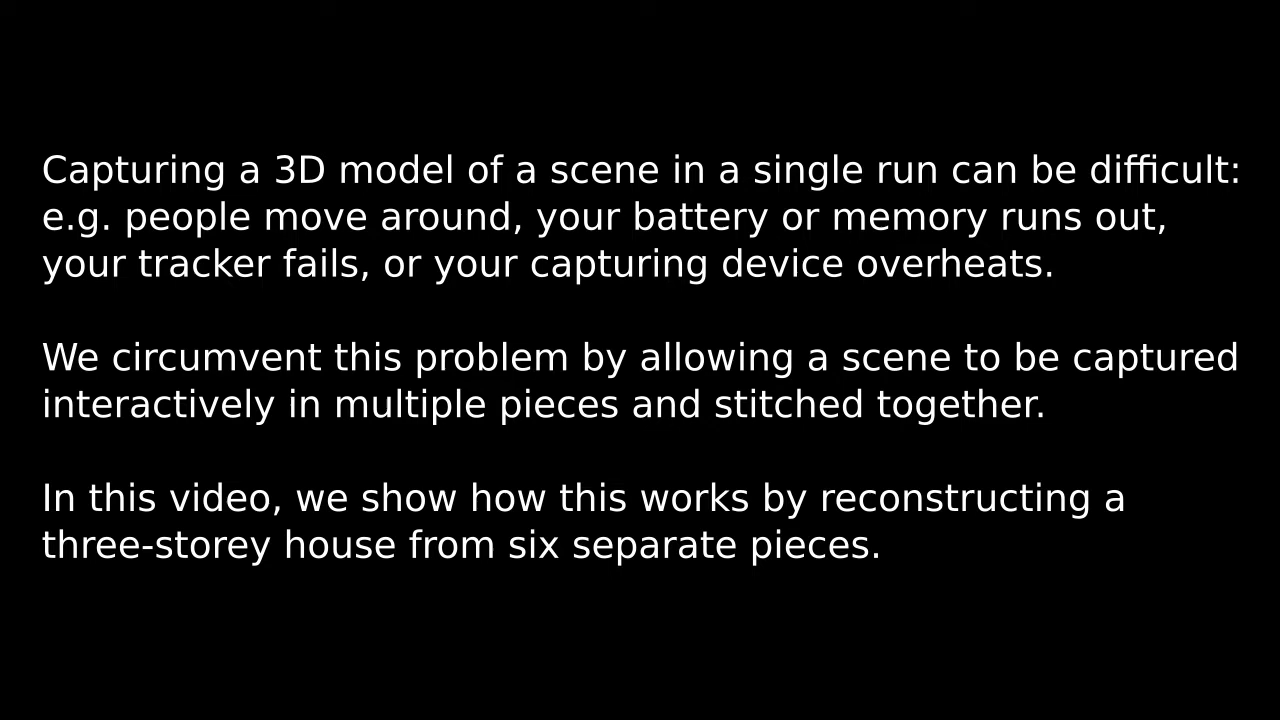 Capturing a 3D model of a scene in a single run can be difficult:
e.g. people move around, your battery or memory runs out,
your tracker fails, or your capturing device overheats.
We circumvent this problem by allowing a scene to be captured
interactively in multiple pieces and stitched together.
In this video, we show how this works by reconstructing a
three-storey house from six separate pieces.